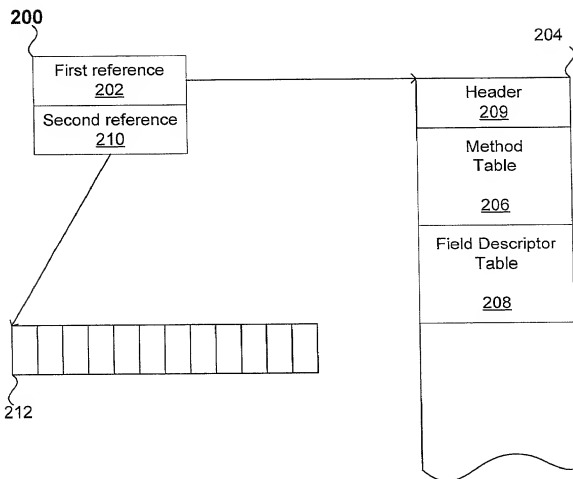 200
First reference
202
Second reference
210
204
Header
209
Method
Table
206
Field Descriptor
Table
208
212